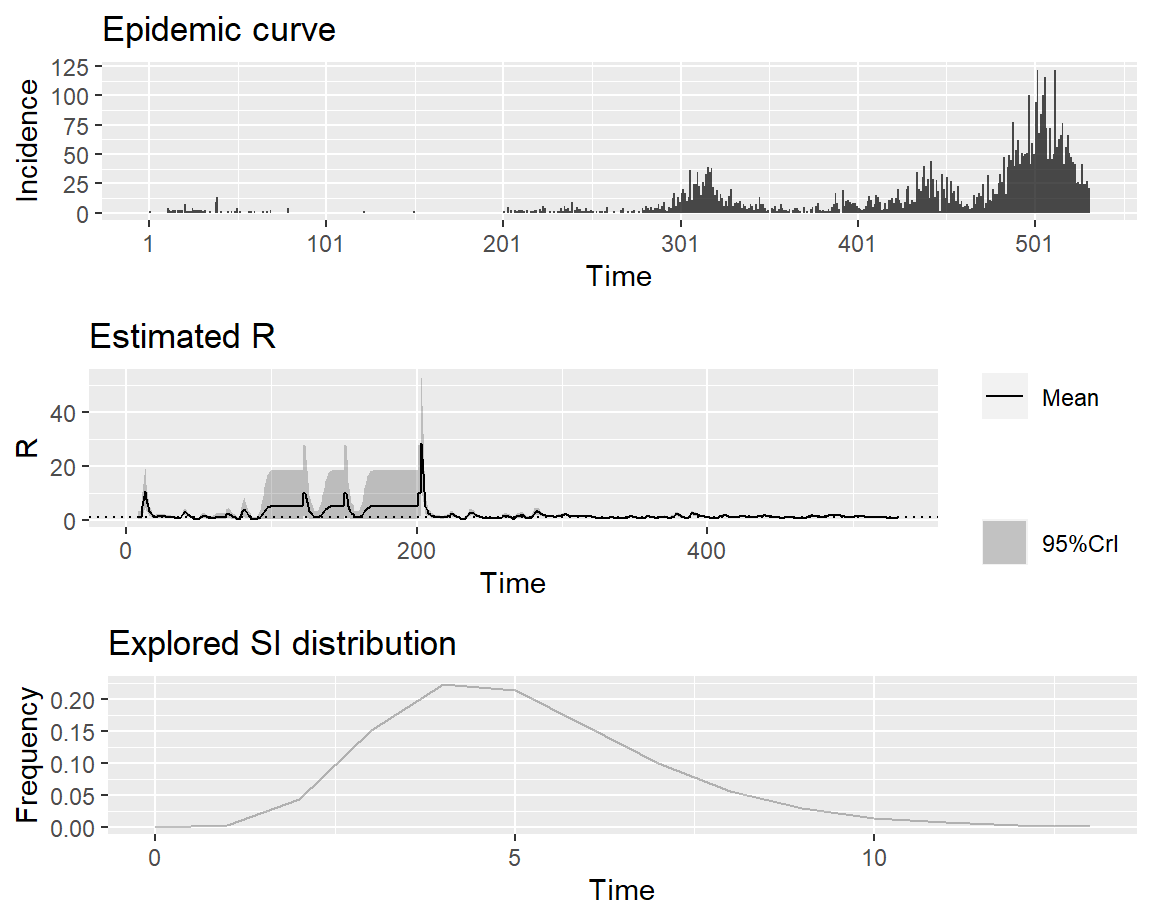 Epidemic curve
125
100
75
50
25
0
Incidence
1 101 201 301 401 501
Time
Estimated R
40
20
0
R
0 200 400
Time
Mean
95%CrI
Explored SI distribution
0.20
0.15
0.10
0.05
0.00
Frequency
0 5 10
Time